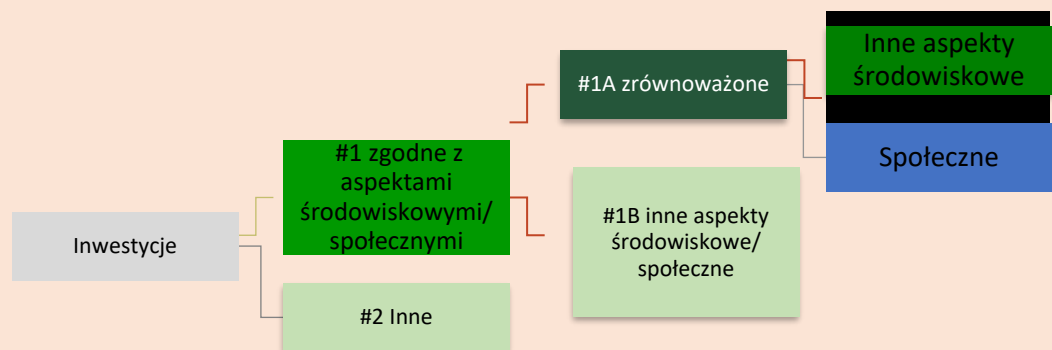 Inwestycje
#1 zgodne z
aspektami
środowiskowymi/
społecznymi
#2 Inne
#1A zrównoważone
#1B inne aspekty
środowiskowe/
społeczne
Inne aspekty
środowiskowe
Społeczne